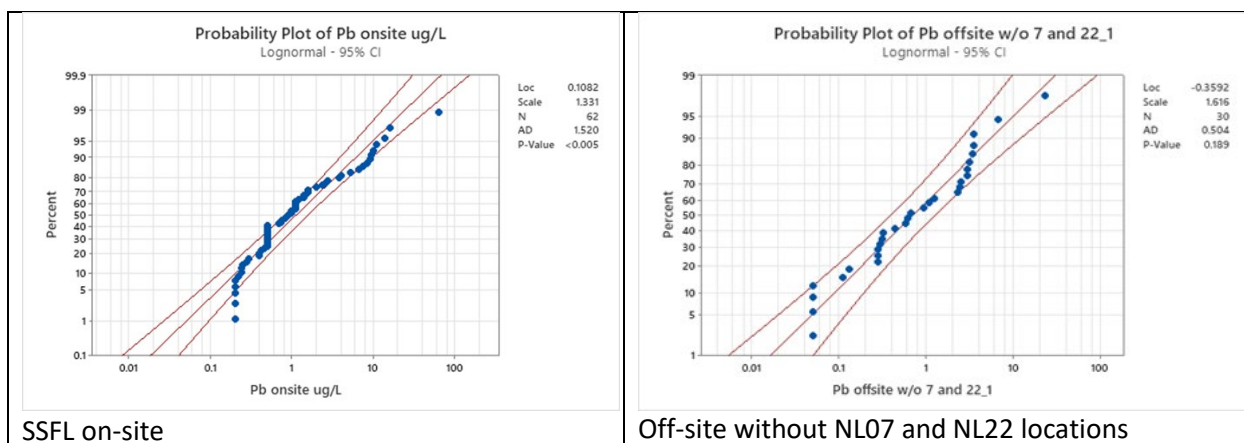 Probability Plot of Pb onsite ug/L
Lognormal - 95% CI
99.9
99
95
90
80
70
60
50
40
30
20
10
5
1
0.1
Percent
0.01 0.1 1 10 100
Pb onsite ug/L
Loc 0.1082
Scale 1.331
N 62
AD 1.520
P-Value <0.005
SSFL on-site
Probability Plot of Pb offsite w/o 7 and 22_1
Lognormal - 95% CI
99
95
90
80
70
60
50
40
30
20
10
5
1
Percent
0.01 0.1 1 10 100
Pb offsite w/o 7 and 22_1
Loc -0.3592
Scale 1.616
N 30
AD 0.504
P-Value 0.189
Off-site without NL07 and NL22 locations